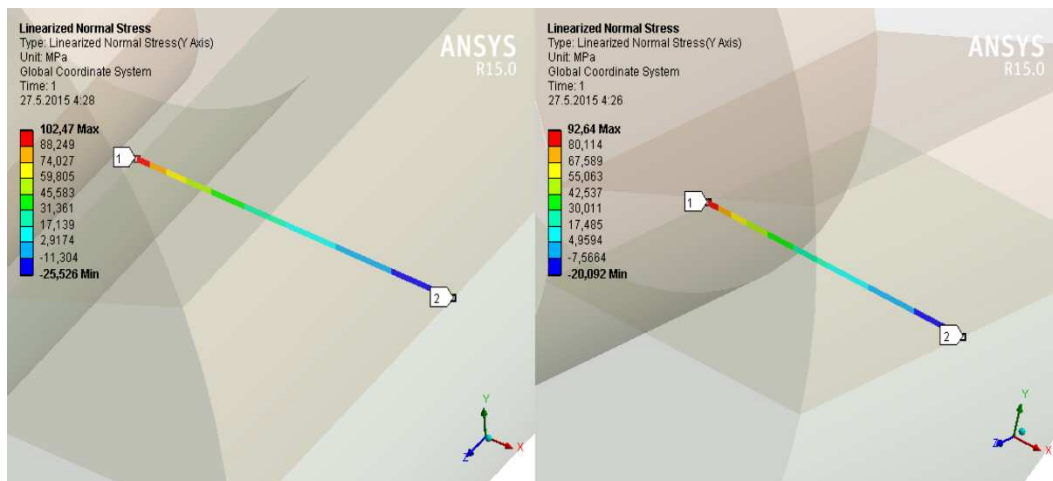 Linearized Normal Stress
Type: Linearized Normal Stress(Y Axis)
Unit: MPa
Global Coordinate System
Time: 1
27.5.2015 4:28
ANSYS
R15.0
102,47 Max
88,249
74,027
59,805
45,583
31,361
17,139
2,9174
-11,304
-25,526 Min
1
2
Y
X
Z
Linearized Normal Stress
Type: Linearized Normal Stress(Y Axis)
Unit: MPa
Global Coordinate System
Time: 1
27.5.2015 4:26
ANSYS
R15.0
92,64 Max
80,114
67,589
55,063
42,537
30,011
17,485
4,9594
-7,5664
-20,092 Min
1
2
Y
X
Z